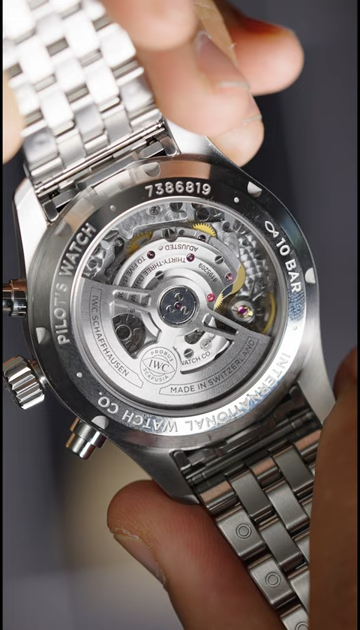 7386819
10 BAR
INTERNATIONAL WATCH CO.
PILOT'S WATCH
ADJUSTED
THIRTY-THREE
WATCH CO.
IWC SCHAFFHAUSEN
PROBUS
IWC
SCAFUSIA
MADE IN SWITZERLAND